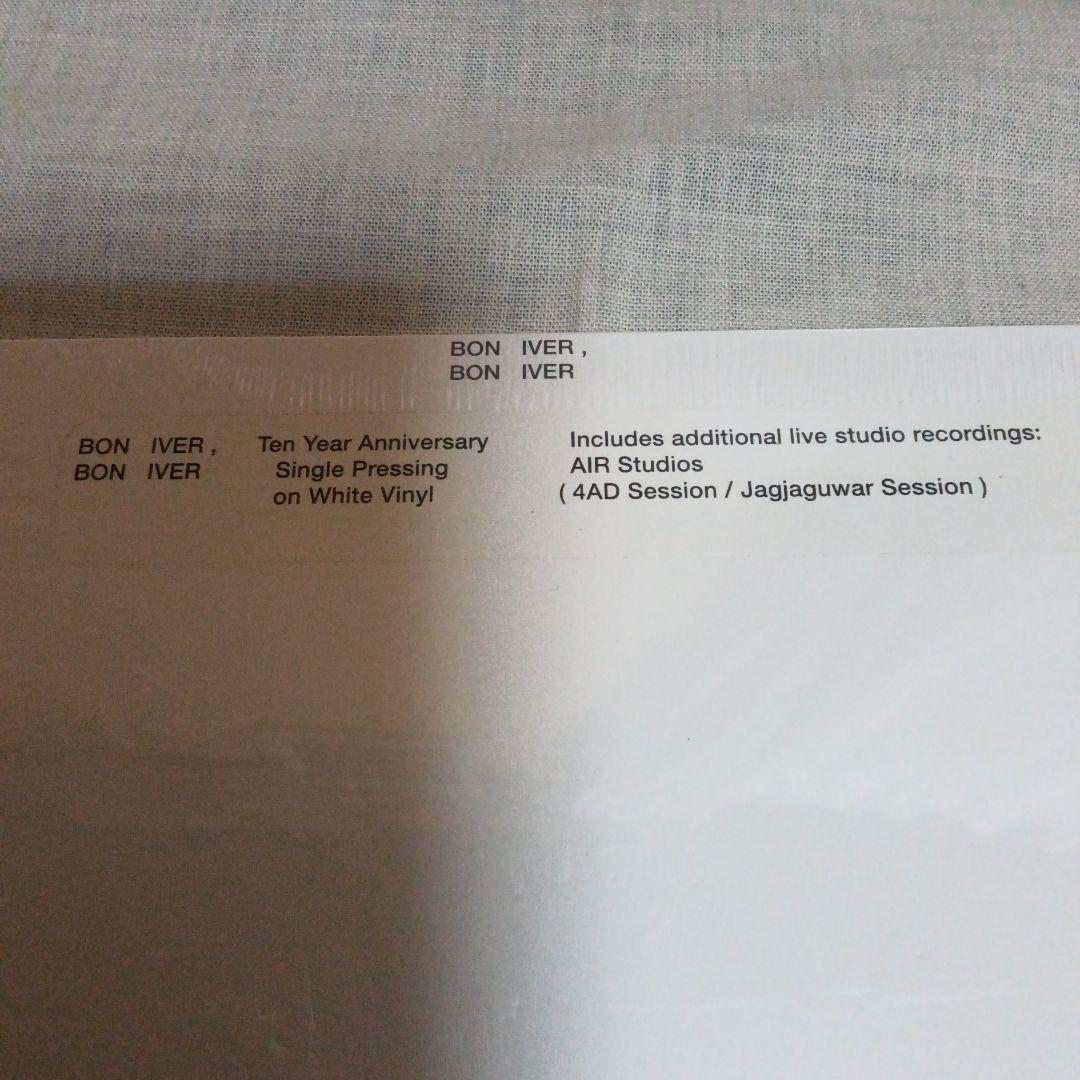 BON IVER ,
BON IVER
BON IVER ,
BON IVER
Ten Year Anniversary
Single Pressing
on White Vinyl
Includes additional live studio recordings:
AIR Studios
( 4AD Session / Jagjaguwar Session )